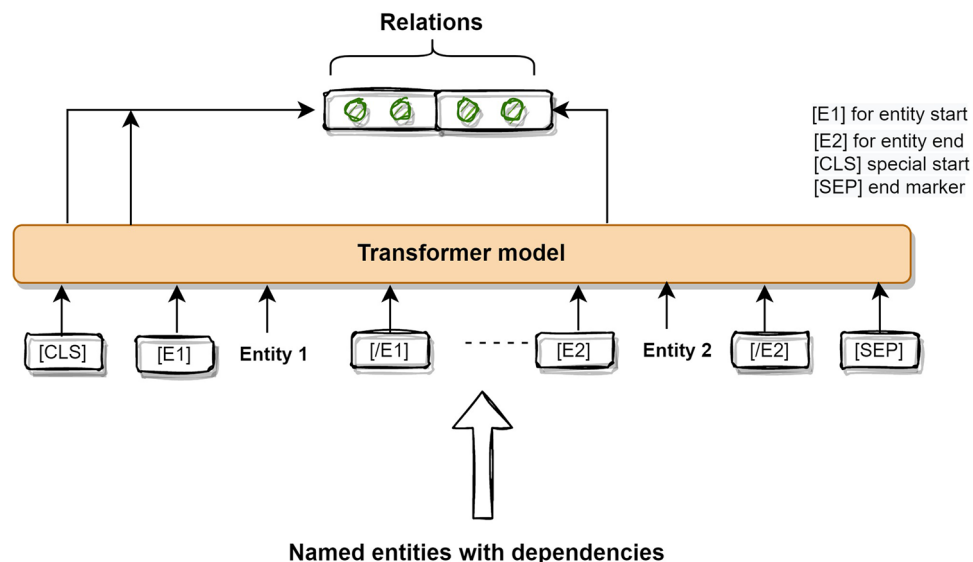 Relations
[E1] for entity start
[E2] for entity end
[CLS] special start
[SEP] end marker
Transformer model
[CLS] [E1] Entity 1 [/E1] [E2] Entity 2 [/E2] [SEP]
Named entities with dependencies